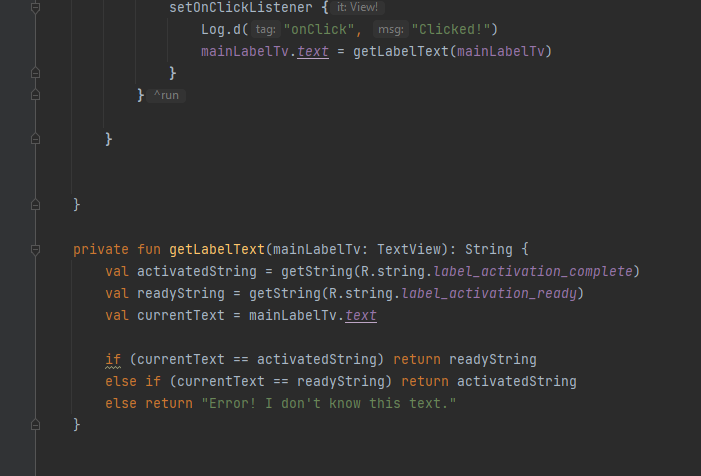 setOnClickListener { it: View!
Log.d( tag: "onClick", msg: "Clicked!")
mainLabelTv.text = getLabelText(mainLabelTv)
}
} ^run
}
}
private fun getLabelText(mainLabelTv: TextView): String {
val activatedString = getString(R.string.label_activation_complete)
val readyString = getString(R.string.label_activation_ready)
val currentText = mainLabelTv.text
if (currentText == activatedString) return readyString
else if (currentText == readyString) return activatedString
else return "Error! I don't know this text."
}